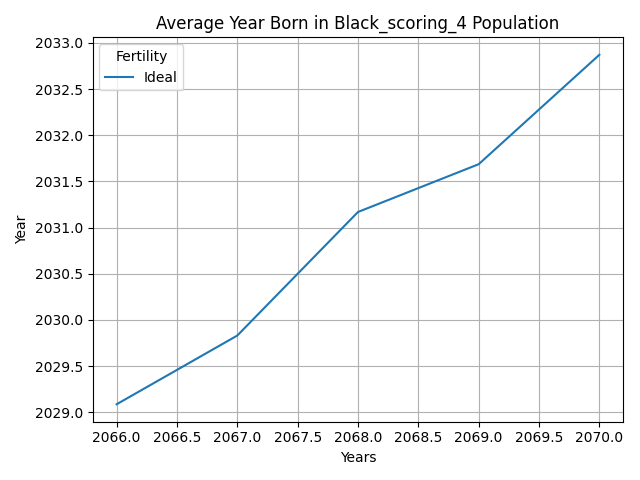 Average Year Born in Black_scoring_4 Population
Fertility
Ideal
2033.0
2032.5
2032.0
2031.5
2031.0
2030.5
2030.0
2029.5
2029.0
Year
2066.0 2066.5 2067.0 2067.5 2068.0 2068.5 2069.0 2069.5 2070.0
Years